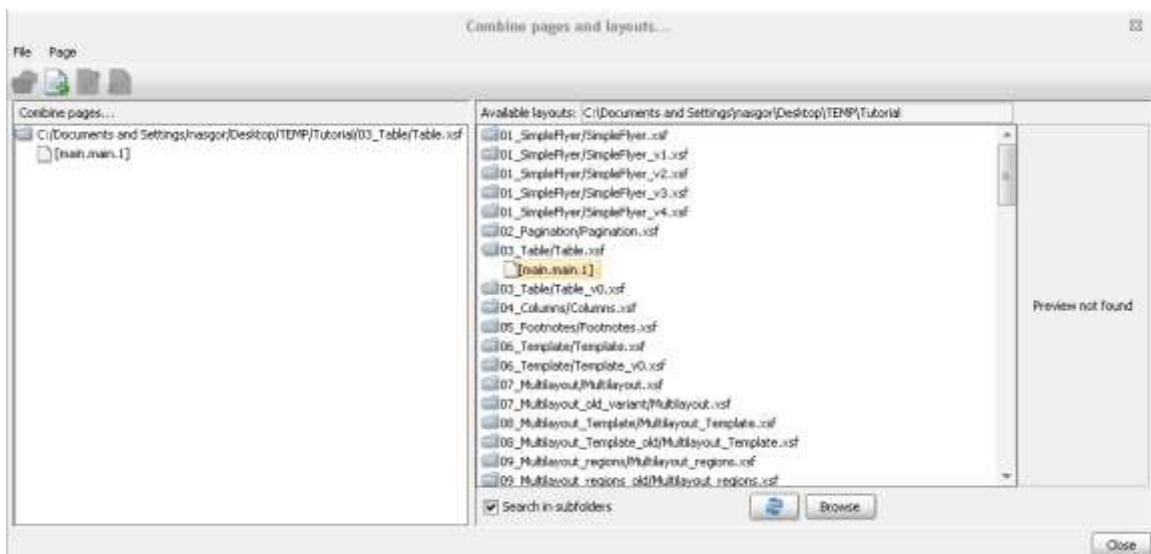 Combine pages and layouts...
File Page
Combine pages...
C:/Documents and Settings/nasgor/Desktop/TEMP/Tutorial/03_Table/Table.xsf
[main.main.1]
Available layouts: C:\Documents and Settings\nasgor\Desktop\TEMP\Tutorial
01_SimpleFlyer/SimpleFlyer.xsf
01_SimpleFlyer/SimpleFlyer_v1.xsf
01_SimpleFlyer/SimpleFlyer_v2.xsf
01_SimpleFlyer/SimpleFlyer_v3.xsf
01_SimpleFlyer/SimpleFlyer_v4.xsf
02_Pagination/Pagination.xsf
03_Table/Table.xsf
[main.main.1]
03_Table/Table_v0.xsf
04_Columns/Columns.xsf
05_Footnotes/Footnotes.xsf
06_Template/Template.xsf
06_Template/Template_v0.xsf
07_Multilayout/Multilayout.xsf
07_Multilayout_old_variant/Multilayout.xsf
08_Multilayout_Template/Multilayout_Template.xsf
08_Multilayout_Template_old/Multilayout_Template.xsf
09_Multilayout_regions/Multilayout_regions.xsf
09_Multilayout_regions_old/Multilayout_regions.xsf
Preview not found
Search in subfolders
Browse
Close